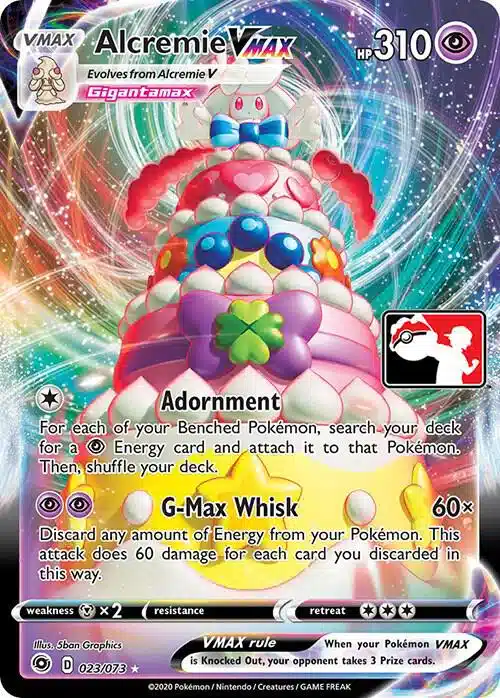 VMAX
Alcremie VMAX
HP 310
Evolves from Alcremie V
Gigantamax
Adornment
For each of your Benched Pokémon, search your deck
for a Energy card and attach it to that Pokémon.
Then, shuffle your deck.
G-Max Whisk 60×
Discard any amount of Energy from your Pokémon. This
attack does 60 damage for each card you discarded in
this way.
weakness ×2 resistance retreat
Illus. 5ban Graphics
VMAX rule
When your Pokémon VMAX
is Knocked Out, your opponent takes 3 Prize cards.
D 023/073
©2020 Pokémon / Nintendo / Creatures / GAME FREAK